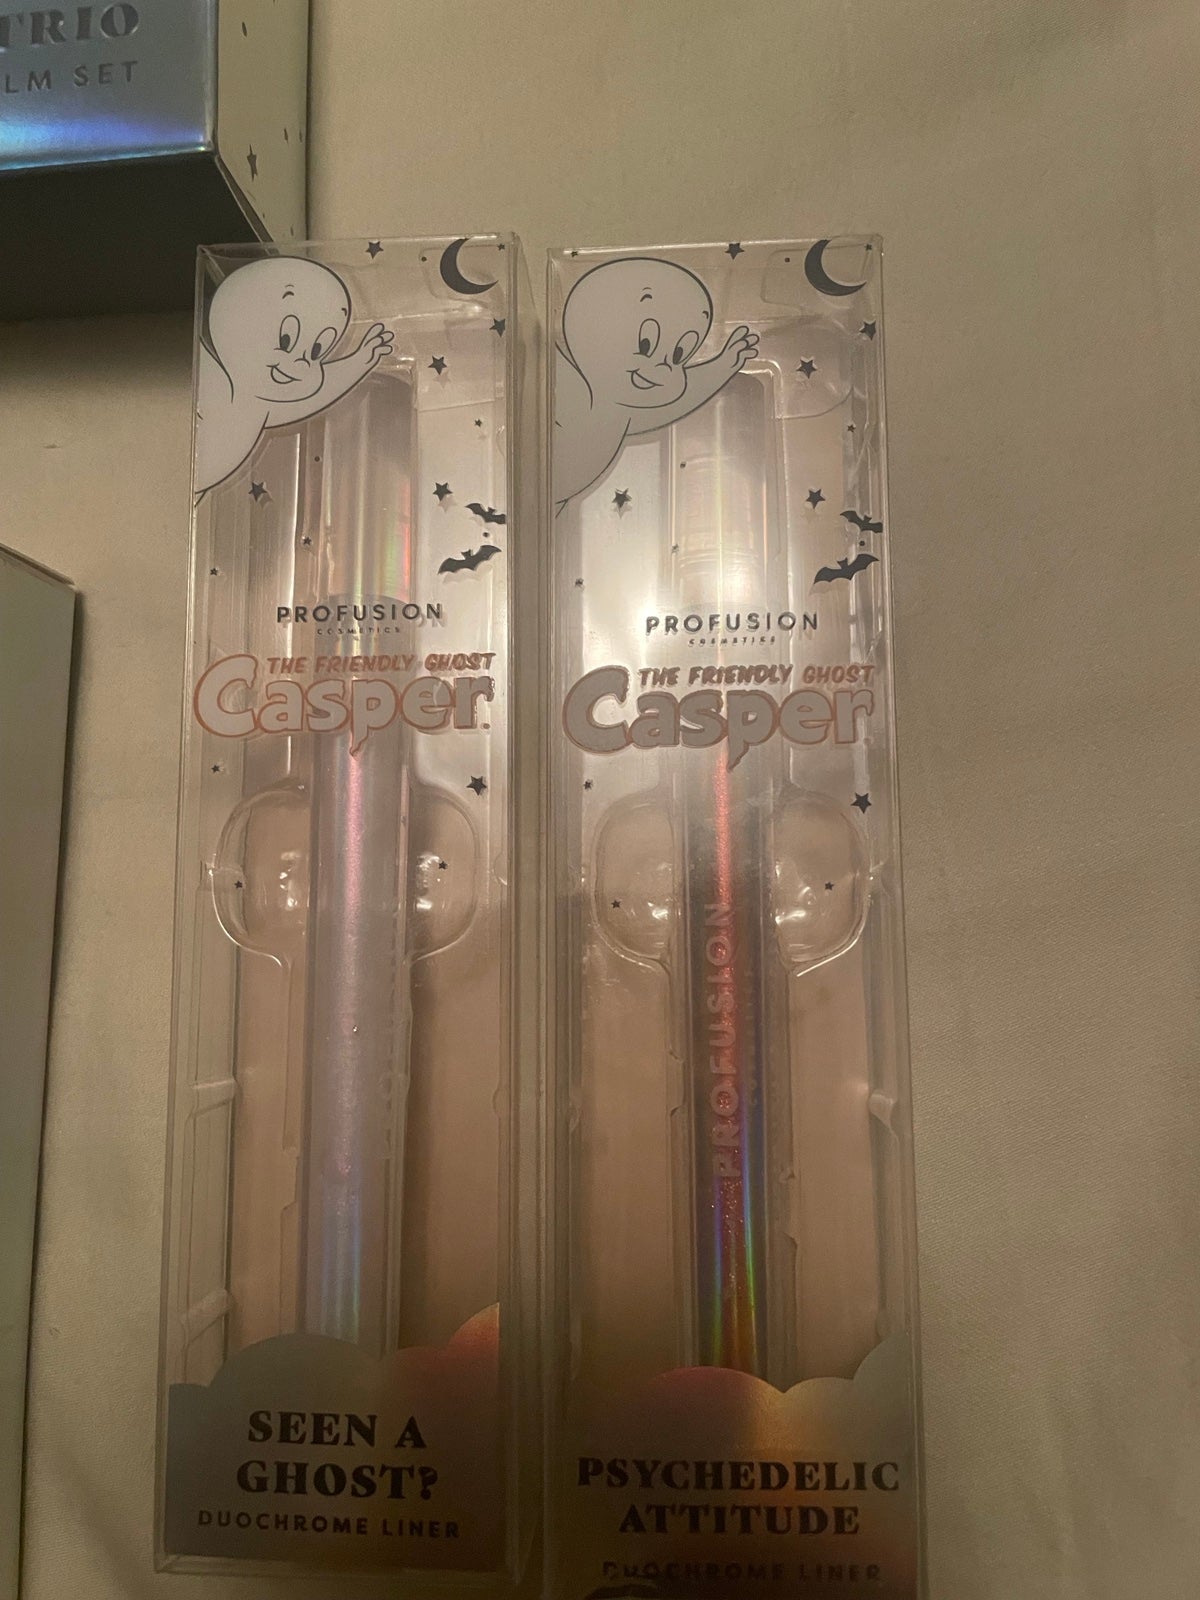 TRIO
LM SET
PROFUSION
COSMETICS
THE FRIENDLY GHOST
Casper
SEEN A
GHOST?
DUOCHROME LINER
PROFUSION
COSMETICS
THE FRIENDLY GHOST
Casper
PROFUSION
PSYCHEDELIC
ATTITUDE
DUOCHROME LINER